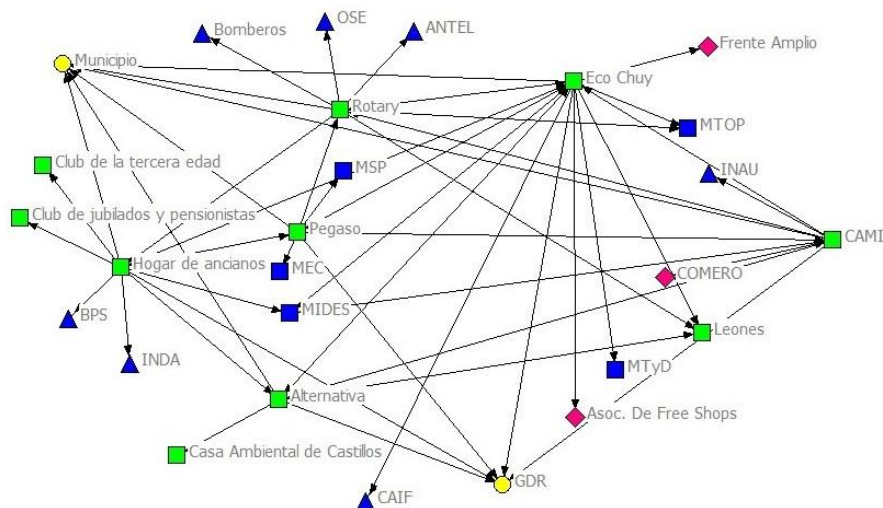 OSE
Bomberos
ANTEL
Frente Amplio
Municipio
Eco Chuy
Rotary
MTOP
Club de la tercera edad
MSP
INAU
Club de jubilados y pensionistas
Pegaso
CAMI
Hogar de ancianos
MEC
COMERO
BPS
MIDES
Leones
INDA
MTyD
Alternativa
Asoc. De Free Shops
Casa Ambiental de Castillos
GDR
CAIF